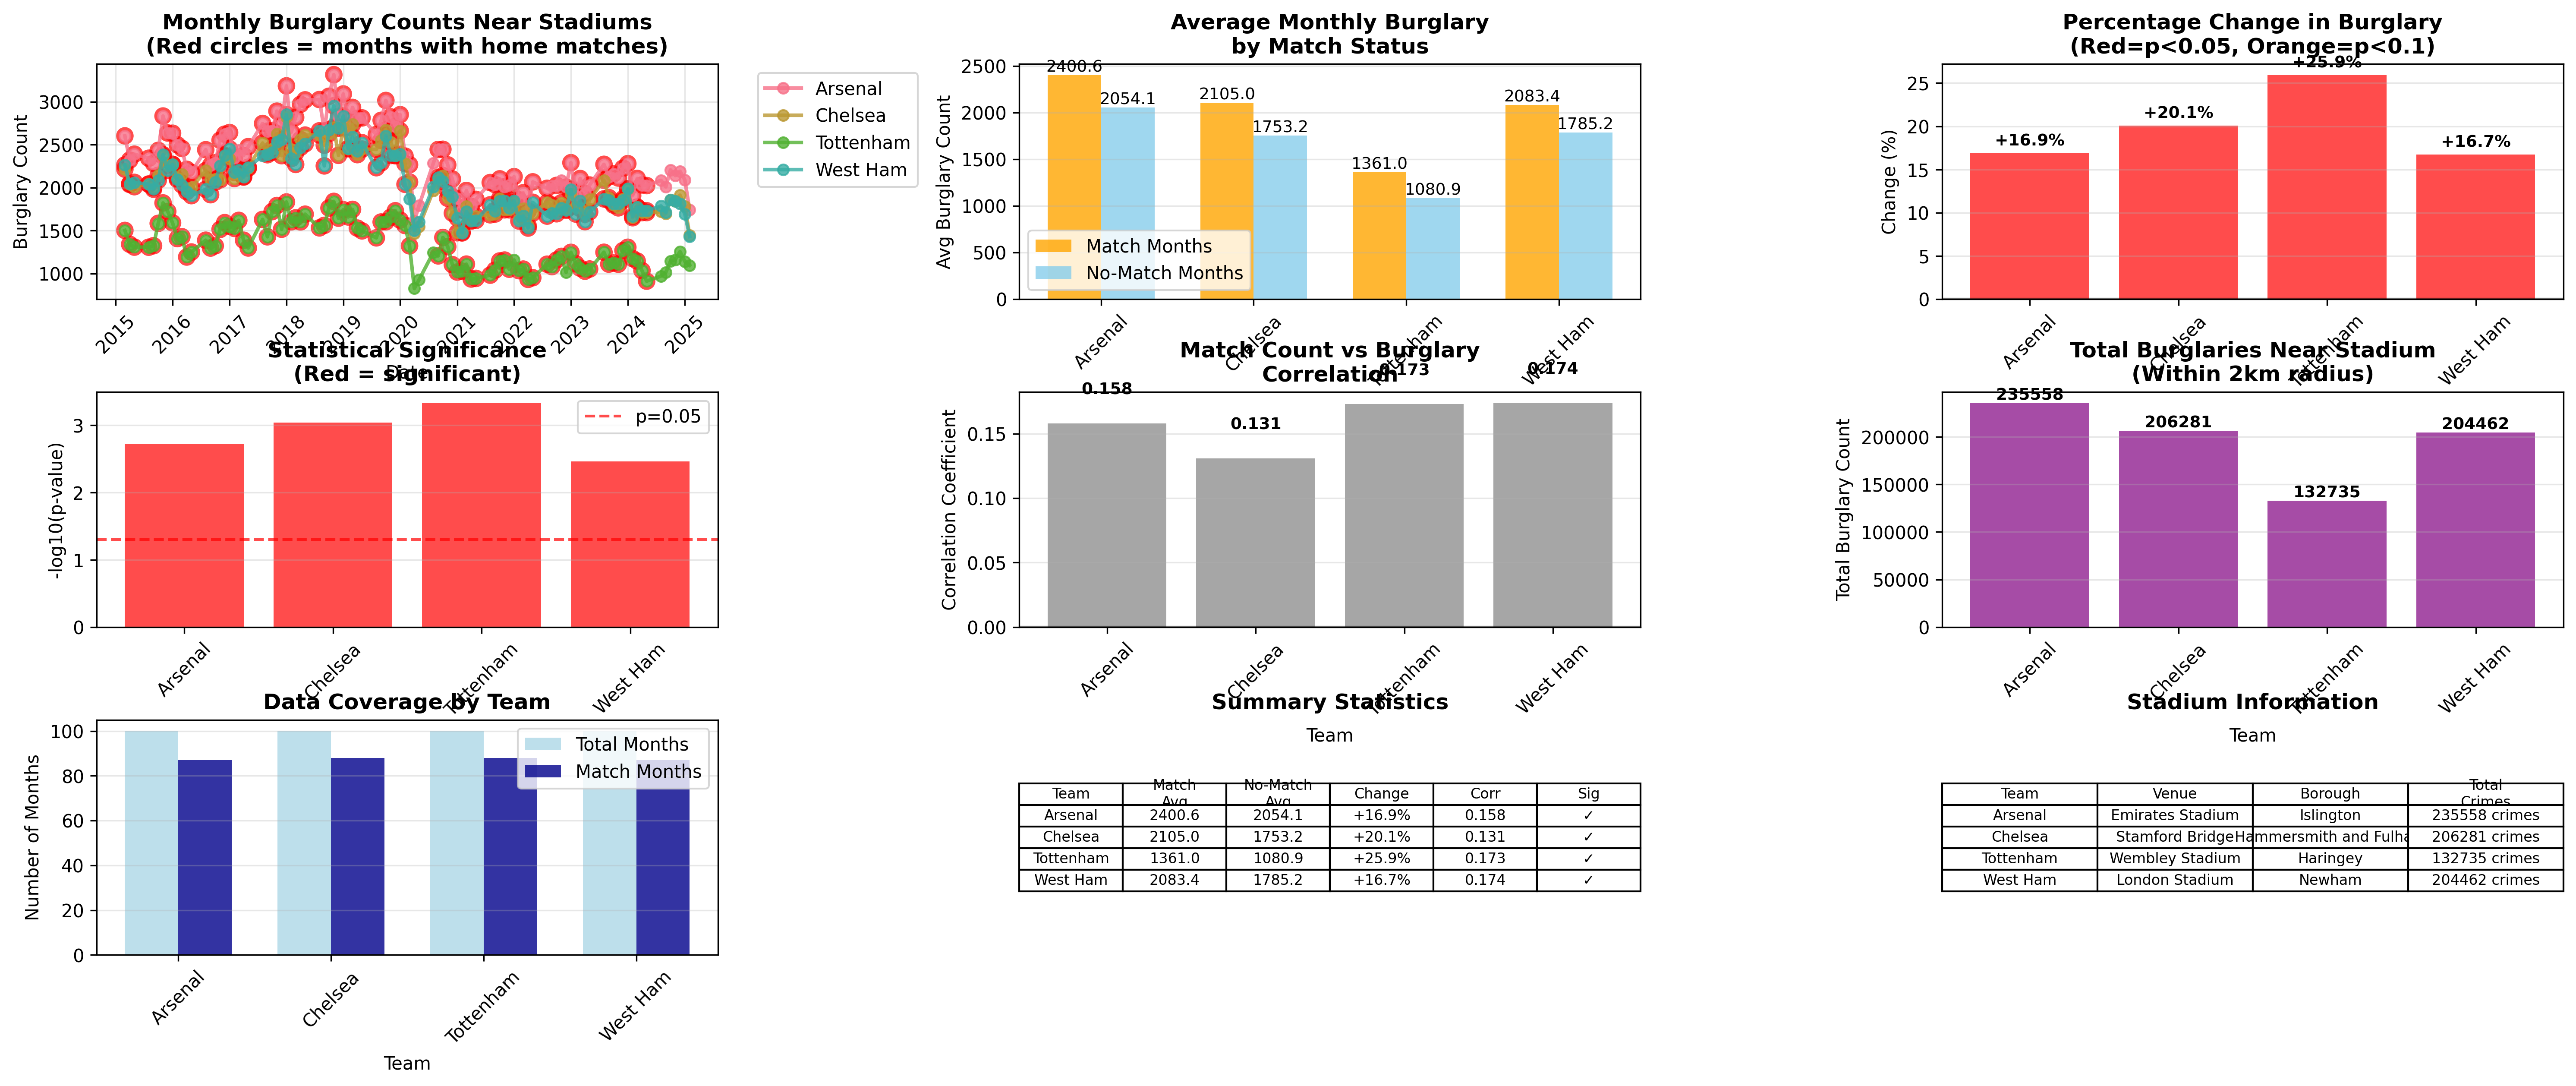 Monthly Burglary Counts Near Stadiums
(Red circles = months with home matches)
Burglary Count
3000
2500
2000
1500
1000
2015
2016
2017
2018
2019
2020
2021
2022
2023
2024
2025
Date
Arsenal
Chelsea
Tottenham
West Ham
Average Monthly Burglary
by Match Status
Avg Burglary Count
2500
2000
1500
1000
500
0
2400.6
2054.1
2105.0
1753.2
1361.0
1080.9
2083.4
1785.2
Match Months
No-Match Months
Arsenal
Chelsea
Tottenham
West Ham
Percentage Change in Burglary
(Red=p<0.05, Orange=p<0.1)
Change (%)
25
20
15
10
5
0
+16.9%
+20.1%
+25.9%
+16.7%
Arsenal
Chelsea
Tottenham
West Ham
Statistical Significance
(Red = significant)
-log10(p-value)
3
2
1
0
p=0.05
Arsenal
Chelsea
Tottenham
West Ham
Match Count vs Burglary
Correlation
Correlation Coefficient
0.15
0.10
0.05
0.00
0.158
0.131
0.173
0.174
Arsenal
Chelsea
Tottenham
West Ham
Team
Total Burglaries Near Stadium
(Within 2km radius)
Total Burglary Count
200000
150000
100000
50000
0
235558
206281
132735
204462
Arsenal
Chelsea
Tottenham
West Ham
Team
Data Coverage by Team
Number of Months
100
80
60
40
20
0
Total Months
Match Months
Arsenal
Chelsea
Tottenham
West Ham
Team
Summary Statistics
Team Match Avg No-Match Avg Change Corr Sig
Arsenal 2400.6 2054.1 +16.9% 0.158 ✓
Chelsea 2105.0 1753.2 +20.1% 0.131 ✓
Tottenham 1361.0 1080.9 +25.9% 0.173 ✓
West Ham 2083.4 1785.2 +16.7% 0.174 ✓
Stadium Information
Team Venue Borough Total Crimes
Arsenal Emirates Stadium Islington 235558 crimes
Chelsea Stamford Bridge Hammersmith and Fulha 206281 crimes
Tottenham Wembley Stadium Haringey 132735 crimes
West Ham London Stadium Newham 204462 crimes